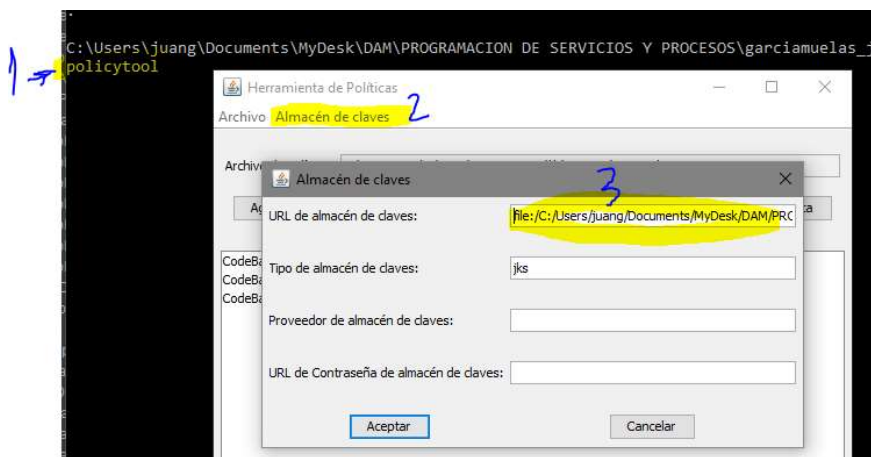 C:\Users\juang\Documents\MyDesk\DAM\PROGRAMACION DE SERVICIOS Y PROCESOS\garciamuelas_j
1
policytool
Herramienta de Políticas
Archivo Almacén de claves 2
Archivo
Almacén de claves
3
URL de almacén de claves: file:/C:/Users/juang/Documents/MyDesk/DAM/PRO
CodeBa
Tipo de almacén de claves: jks
CodeBa
CodeBa
Proveedor de almacén de claves:
URL de Contraseña de almacén de claves:
Aceptar Cancelar